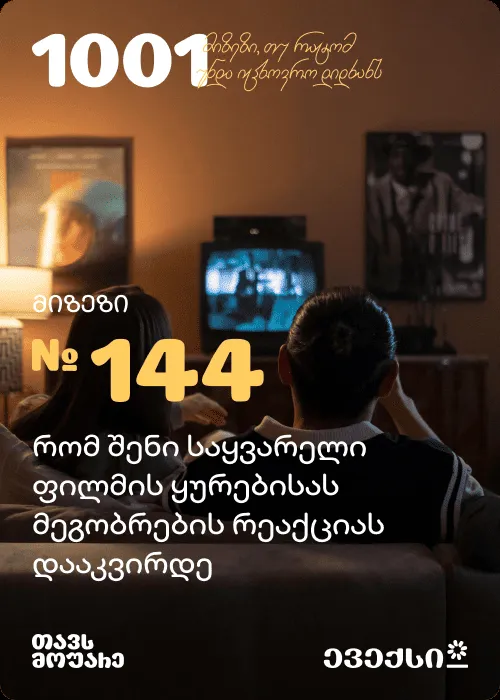 1001 მიზეზი, თუ რატომ
უნდა იცხოვრო დიდხანს
მიზეზი
№ 144
რომ შენი საყვარელი
ფილმის ყურებისას
მეგობრების რეაქციას
დააკვირდე
თავს
მოუარე
ევექსი